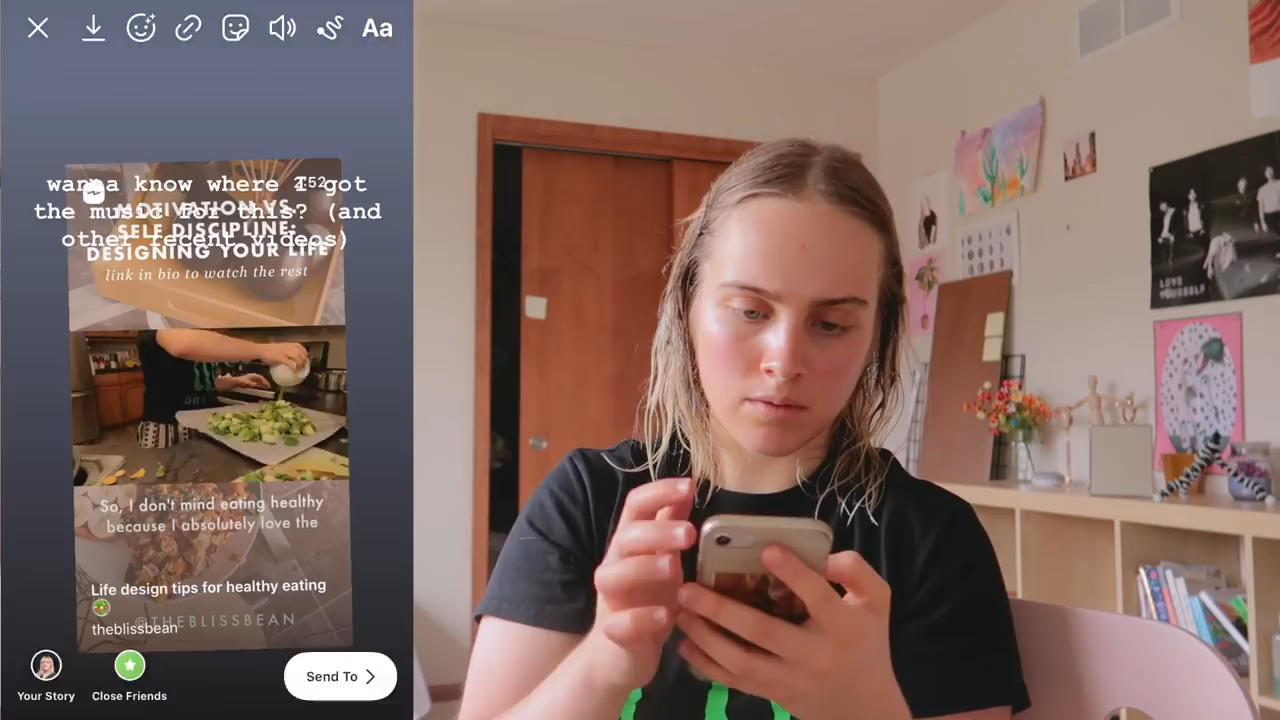 Aa
wanna know where I got
the music for this? (and
other recent videos)
MOTIVATION VS.
SELF DISCIPLINE:
DESIGNING YOUR LIFE
link in bio to watch the rest
So, I don't mind eating healthy
because I absolutely love the
Life design tips for healthy eating
theblissbean
@THEBLISSBEAN
Your Story
Close Friends
Send To
LOVE
YOURSELF